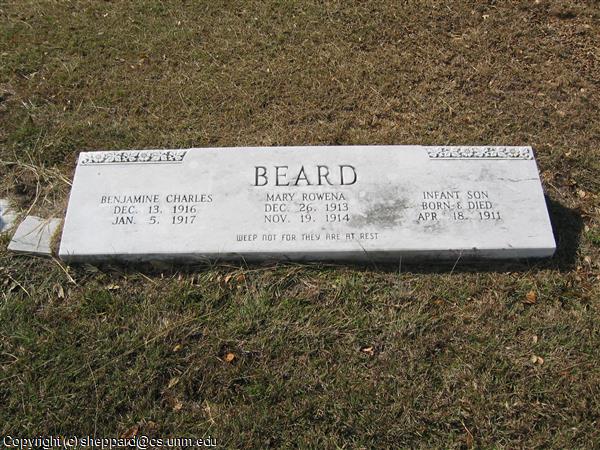 BEARD
BENJAMINE CHARLES
DEC. 13, 1916
JAN. 5, 1917
MARY ROWENA
DEC. 26, 1913
NOV. 19, 1914
INFANT SON
BORN & DIED
APR. 18, 1911
WEEP NOT FOR THEY ARE AT REST
Copyright (c) sheppard@cs.unm.edu